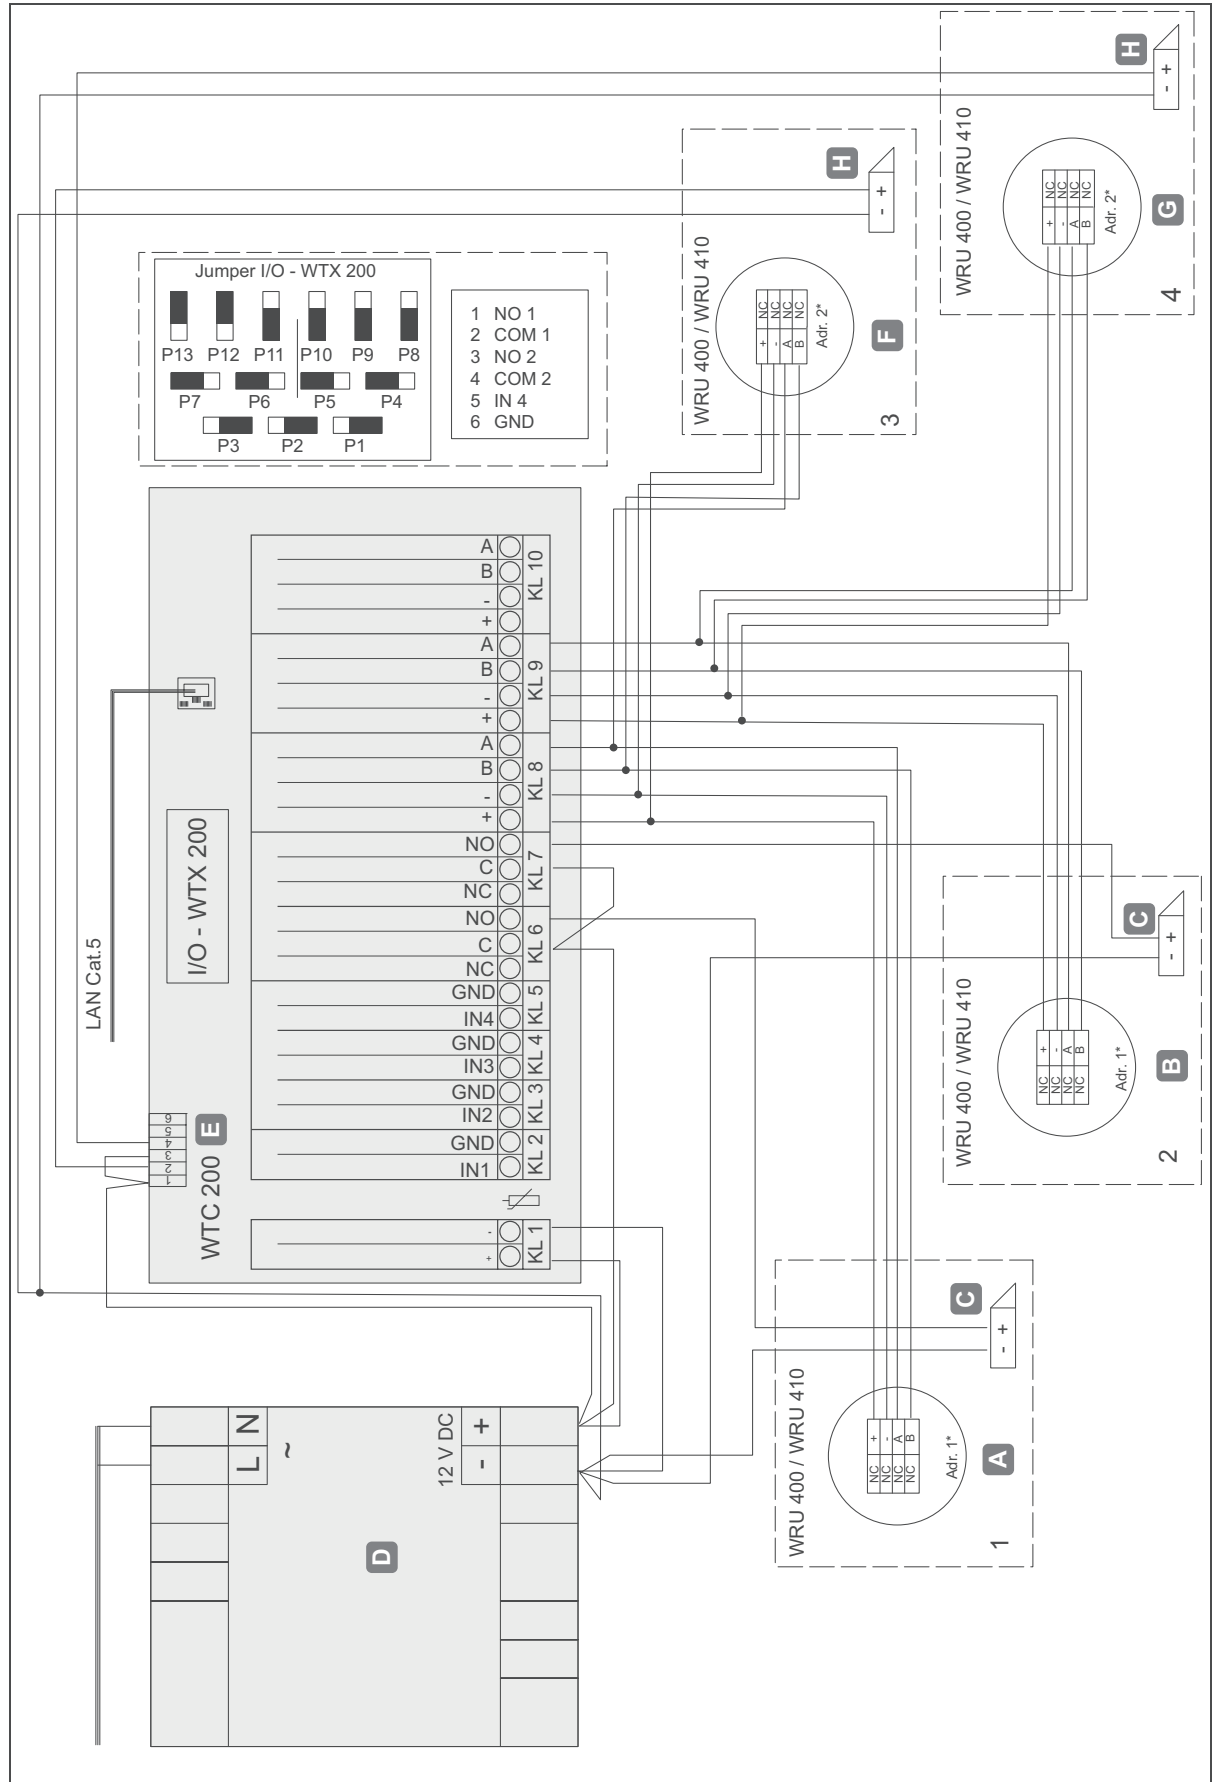 H
- +
WRU 400 / WRU 410
+ NC
- NC
A NC
B NC
Adr. 2*
G
4
H
- +
WRU 400 / WRU 410
+ NC
- NC
A NC
B NC
Adr. 2*
F
3
Jumper I/O - WTX 200
P13 P12 P11 P10 P9 P8
P7 P6 P5 P4
P3 P2 P1
1 NO 1
2 COM 1
3 NO 2
4 COM 2
5 IN 4
6 GND
LAN Cat.5
I/O - WTX 200
WTC 200
E
6
5
4
3
2
1
KL 10
A
B
-
+
KL 9
A
B
-
+
KL 8
A
B
-
+
KL 7
NO
C
NC
KL 6
NO
C
NC
KL 5
GND
IN4
KL 4
GND
IN3
KL 3
GND
IN2
KL 2
GND
IN1
KL 1
-
+
C
- +
WRU 400 / WRU 410
NC +
NC -
NC A
NC B
Adr. 1*
B
2
C
- +
WRU 400 / WRU 410
NC +
NC -
NC A
NC B
Adr. 1*
A
1
L N
~
12 V DC
- +
D